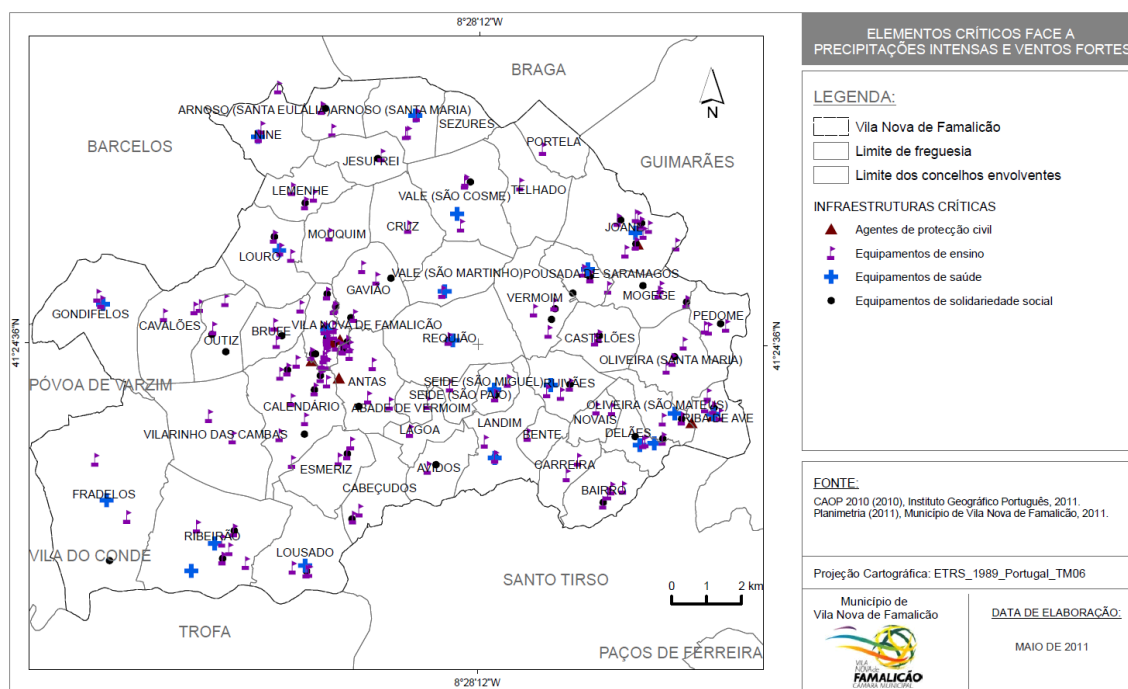 8°28'12"W
ELEMENTOS CRÍTICOS FACE A
PRECIPITAÇÕES INTENSAS E VENTOS FORTES
BRAGA
N
LEGENDA:
ARNOSO (SANTA EULÁLIA)
ARNOSO (SANTA MARIA)
SEZURES
Vila Nova de Famalicão
NINE
BARCELOS
PORTELA
Limite de freguesia
JESUFREI
GUIMARÃES
Limite dos concelhos envolventes
LEMENHE
TELHADO
VALE (SÃO COSME)
INFRAESTRUTURAS CRÍTICAS
MOUQUIM
CRUZ
JOANE
Agentes de protecção civil
LOURO
Equipamentos de ensino
VALE (SÃO MARTINHO)
POUSADA DE SARAMAGOS
Equipamentos de saúde
GAVIÃO
MOGEGE
VERMOIM
Equipamentos de solidariedade social
GONDIFELOS
CAVALÕES
PEDOME
BRUFE
VILA NOVA DE FAMALICÃO
OUTIZ
REQUIÃO
CASTELÕES
41°24'36"N
41°24'36"N
OLIVEIRA (SANTA MARIA)
PÓVOA DE VARZIM
ANTAS
SEIDE (SÃO MIGUEL)
RUIVÃES
SEIDE (SÃO PAIO)
CALENDÁRIO
ABADE DE VERMOIM
OLIVEIRA (SÃO MATEUS)
RIBA DE AVE
NOVAIS
LANDIM
LAGOA
VILARINHO DAS CAMBAS
BENTE
DELÃES
ESMERIZ
AVIDOS
CARREIRA
CABEÇUDOS
BAIRRO
FRADELOS
FONTE:
CAOP 2010 (2010), Instituto Geográfico Português, 2011.
Planimetria (2011), Município de Vila Nova de Famalicão, 2011.
RIBEIRÃO
VILA DO CONDE
LOUSADO
SANTO TIRSO
Projeção Cartográfica: ETRS_1989_Portugal_TM06
0 1 2 km
TROFA
Município de
Vila Nova de Famalicão
DATA DE ELABORAÇÃO:
MAIO DE 2011
PAÇOS DE FERREIRA
VILA
NOVA DE
FAMALICÃO
CÂMARA MUNICIPAL
8°28'12"W